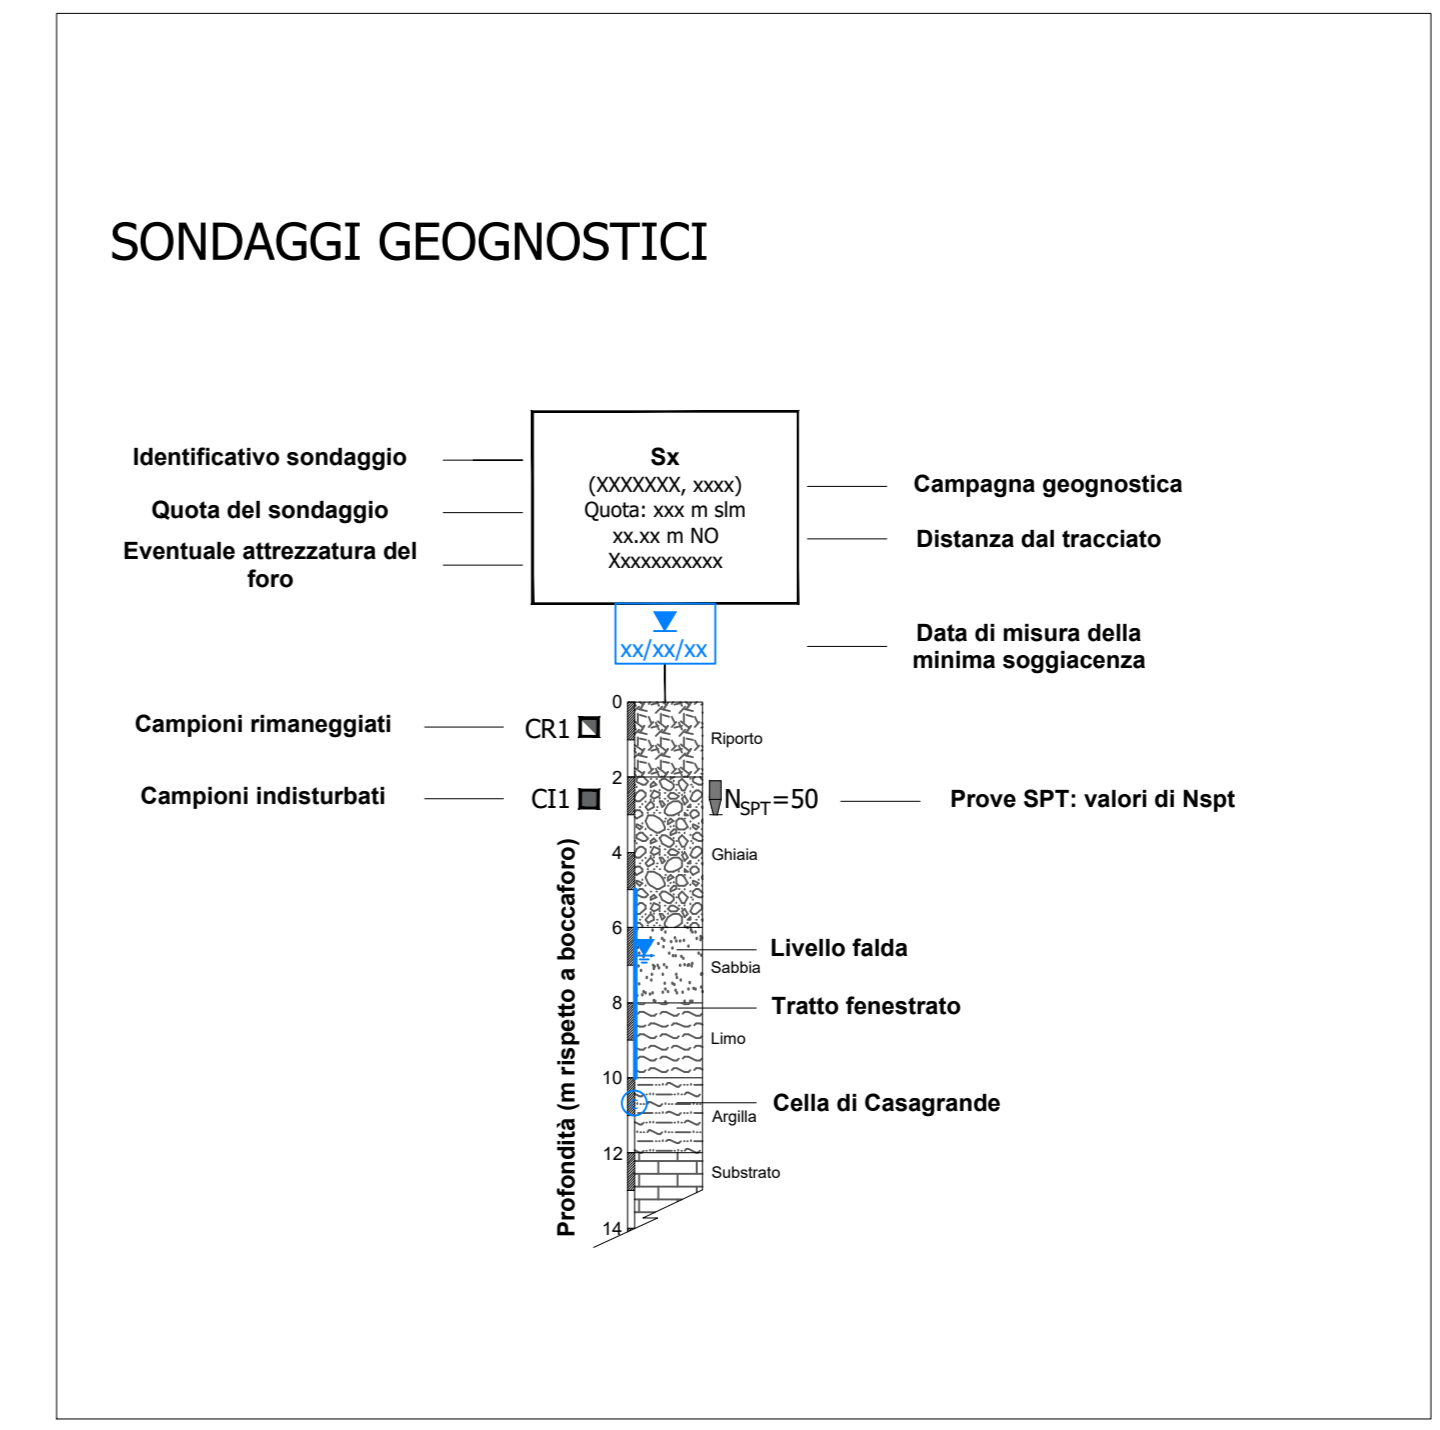 SONDAGGI GEOGNOSTICI
Identificativo sondaggio
Quota del sondaggio
Eventuale attrezzatura del
foro
Sx
(XXXXXXX, xxxx)
Quota: xxx m slm
xx.xx m NO
Xxxxxxxxxxx
Campagna geognostica
Distanza dal tracciato
xx/xx/xx
Data di misura della
minima soggiacenza
Campioni rimaneggiati
CR1
Campioni indisturbati
CI1
Profondità (m rispetto a boccaforo)
0
2
4
6
8
10
12
14
Riporto
NSPT=50
Prove SPT: valori di Nspt
Ghiaia
Livello falda
Sabbia
Tratto fenestrato
Limo
Cella di Casagrande
Argilla
Substrato